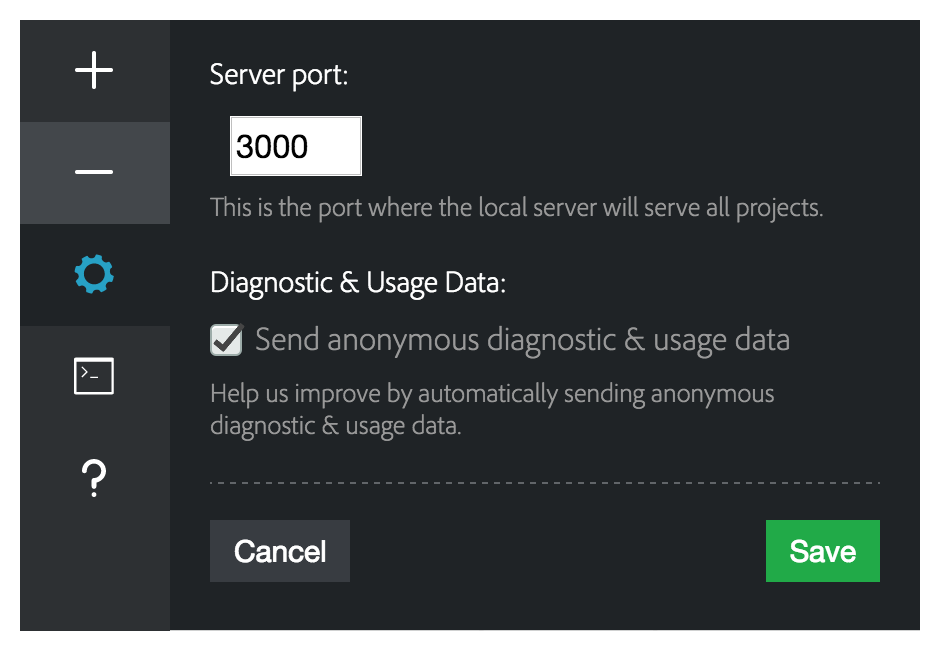 Server port:
3000
This is the port where the local server will serve all projects.
Diagnostic & Usage Data:
Send anonymous diagnostic & usage data
Help us improve by automatically sending anonymous
diagnostic & usage data.
Cancel
Save